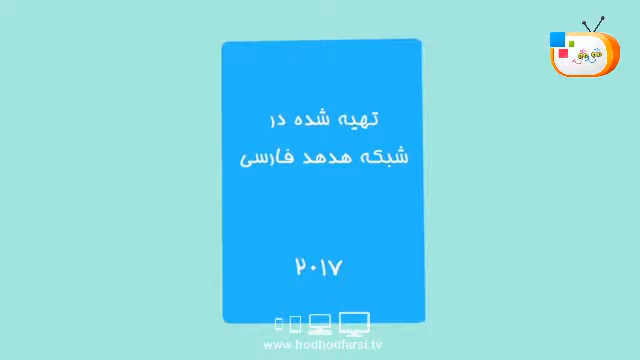 تهیه شده در
شبکه هدهد فارسی
۲۰۱۷
www.hodhodfarsi.tv